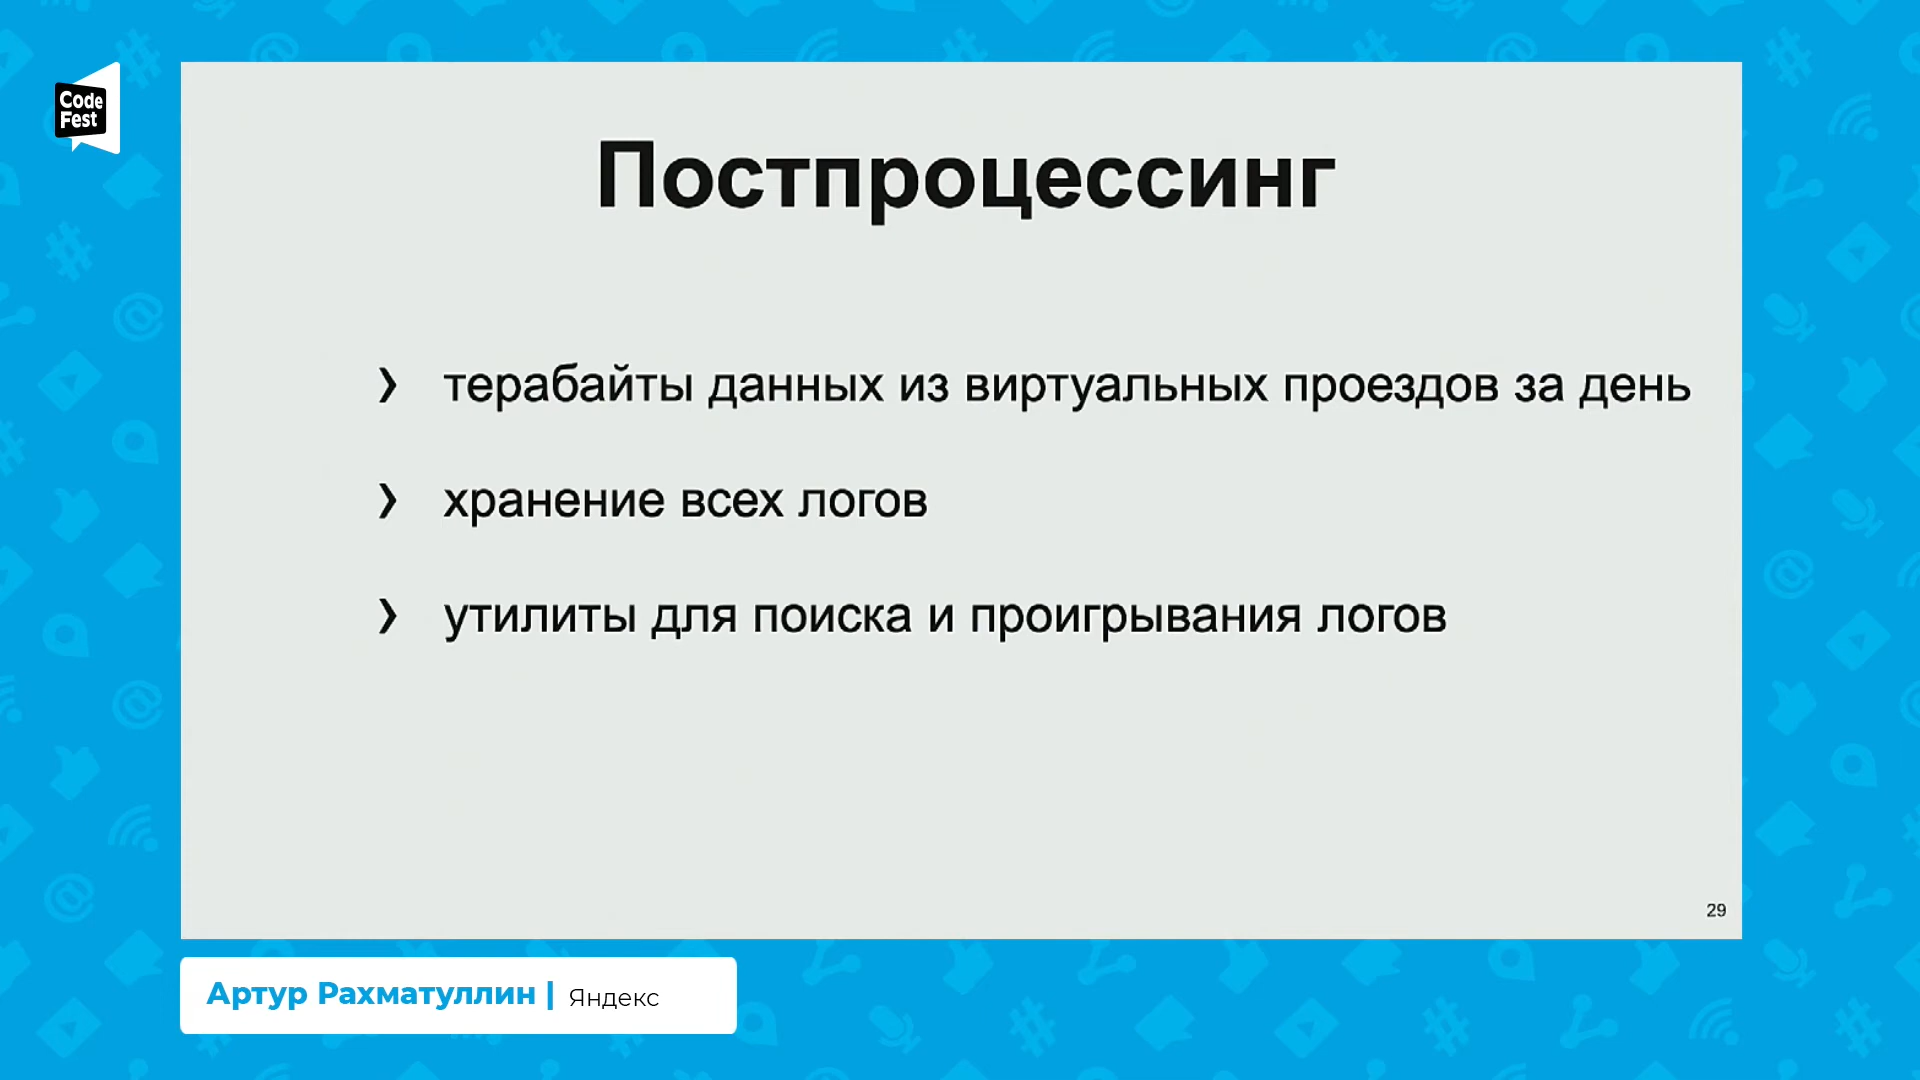 Code
Fest
Постпроцессинг
❯ терабайты данных из виртуальных проездов за день
❯ хранение всех логов
❯ утилиты для поиска и проигрывания логов
29
Артур Рахматуллин | Яндекс